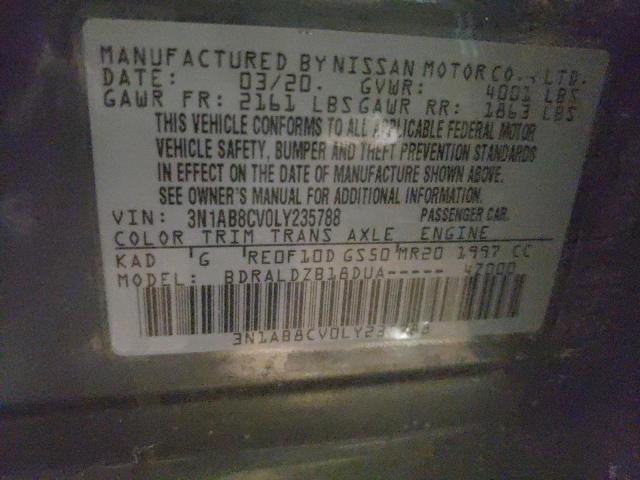 MANUFACTURED BY NISSAN MOTOR CO., LTD.
DATE: 03/20. GVWR: 4001 LBS
GAWR FR: 2161 LBS GAWR RR: 1863 LBS
THIS VEHICLE CONFORMS TO ALL APPLICABLE FEDERAL MOTOR
VEHICLE SAFETY, BUMPER AND THEFT PREVENTION STANDARDS
IN EFFECT ON THE DATE OF MANUFACTURE SHOWN ABOVE.
SEE OWNER'S MANUAL FOR ADDITIONAL INFORMATION.
VIN: 3N1AB8CV0LY235788 PASSENGER CAR.
COLOR TRIM TRANS AXLE ENGINE
KAD G RE0F10D GS50 MR20 1997 CC
MODEL: BDRALDZB18DUA----- 47000
3N1AB8CV0LY235788